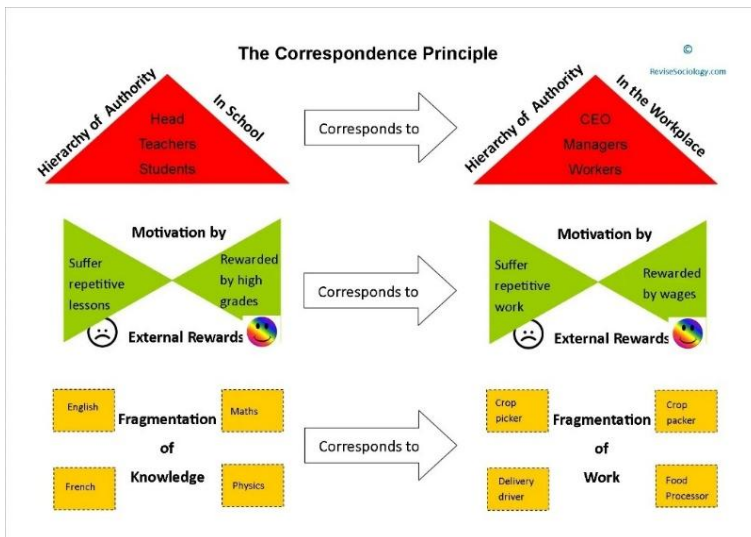 The Correspondence Principle
©
ReviseSociology.com
Hierarchy of Authority
In School
Head
Teachers
Students
Corresponds to
Hierarchy of Authority
In the Workplace
CEO
Managers
Workers
Motivation by
Suffer
repetitive
lessons
Rewarded
by high
grades
External Rewards
Corresponds to
Motivation by
Suffer
repetitive
work
Rewarded
by wages
External Rewards
English
Maths
Fragmentation
of
Knowledge
French
Physics
Corresponds to
Crop
picker
Crop
packer
Fragmentation
of
Work
Delivery
driver
Food
Processor